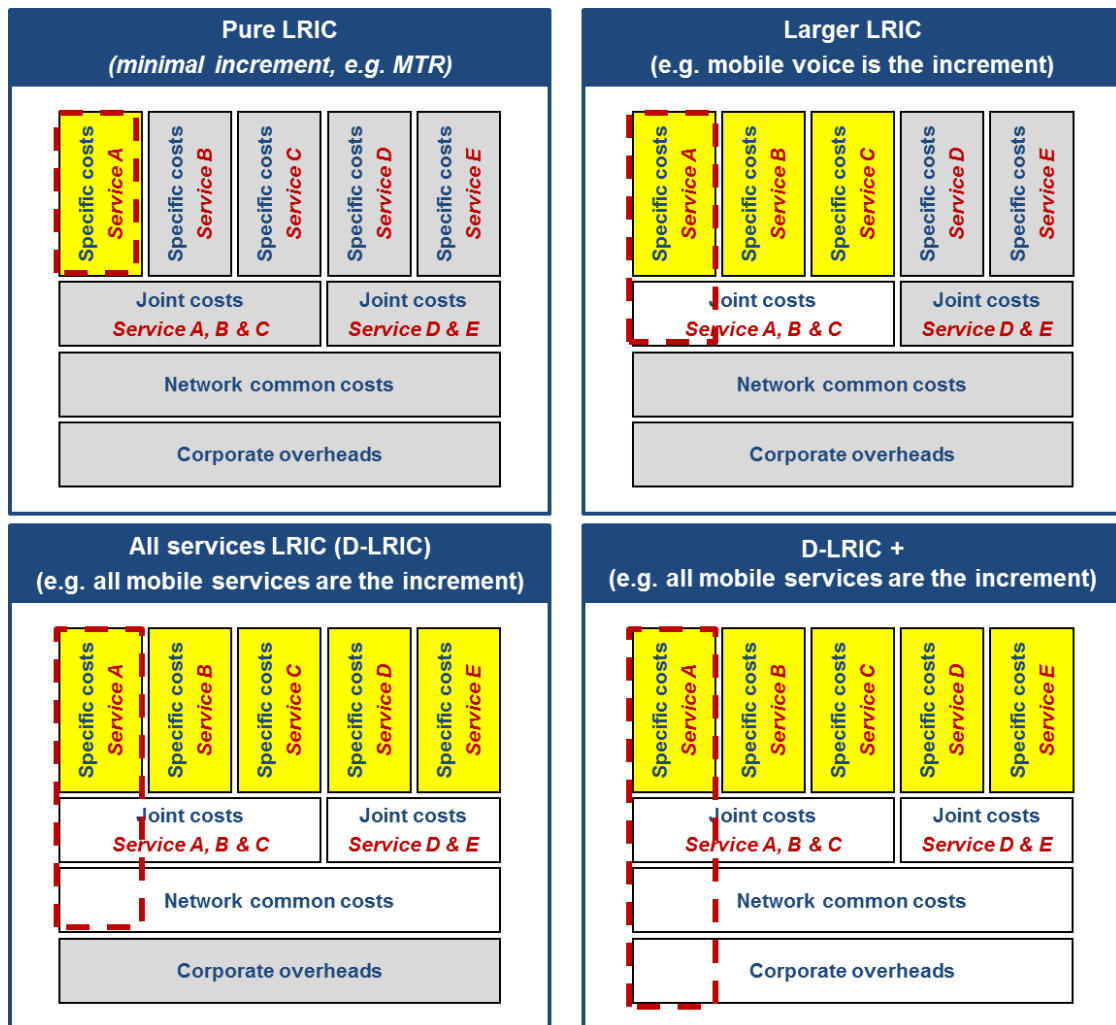 Pure LRIC
(minimal increment, e.g. MTR)
Specific costs
Service A
Specific costs
Service B
Specific costs
Service C
Specific costs
Service D
Specific costs
Service E
Joint costs
Service A, B & C
Joint costs
Service D & E
Network common costs
Corporate overheads
Larger LRIC
(e.g. mobile voice is the increment)
Specific costs
Service A
Specific costs
Service B
Specific costs
Service C
Specific costs
Service D
Specific costs
Service E
Joint costs
Service A, B & C
Joint costs
Service D & E
Network common costs
Corporate overheads
All services LRIC (D-LRIC)
(e.g. all mobile services are the increment)
Specific costs
Service A
Specific costs
Service B
Specific costs
Service C
Specific costs
Service D
Specific costs
Service E
Joint costs
Service A, B & C
Joint costs
Service D & E
Network common costs
Corporate overheads
D-LRIC +
(e.g. all mobile services are the increment)
Specific costs
Service A
Specific costs
Service B
Specific costs
Service C
Specific costs
Service D
Specific costs
Service E
Joint costs
Service A, B & C
Joint costs
Service D & E
Network common costs
Corporate overheads